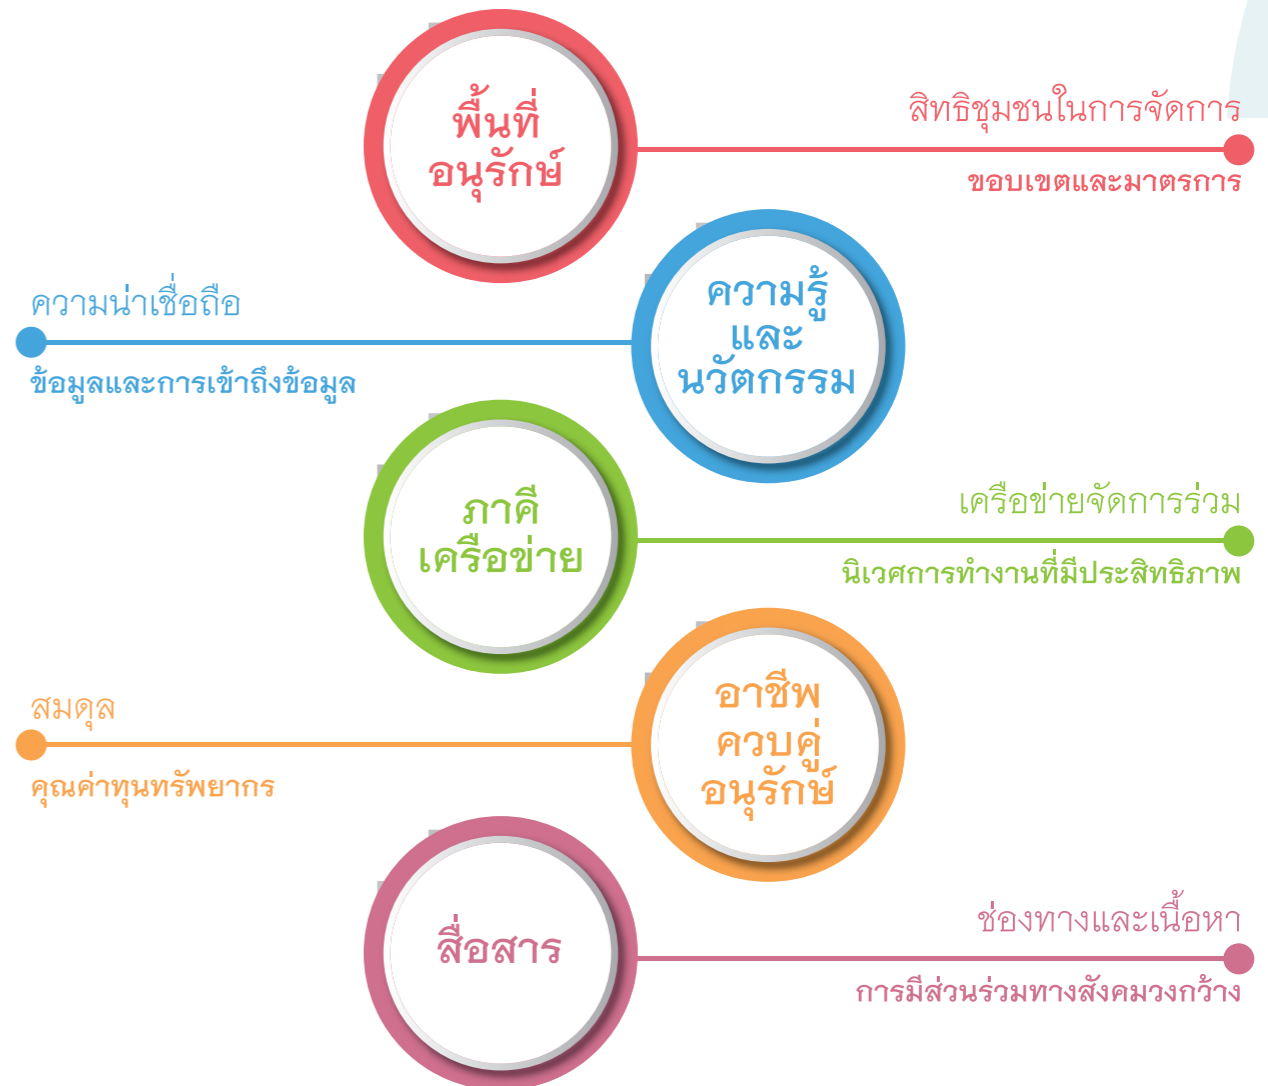 พื้นที่
อนุรักษ์
สิทธิชุมชนในการจัดการ
ขอบเขตและมาตรการ
ความรู้
และ
นวัตกรรม
ความน่าเชื่อถือ
ข้อมูลและการเข้าถึงข้อมูล
ภาคี
เครือข่าย
เครือข่ายจัดการร่วม
นิเวศการทำงานที่มีประสิทธิภาพ
อาชีพ
ควบคู่
อนุรักษ์
สมดุล
คุณค่าทุนทรัพยากร
สื่อสาร
ช่องทางและเนื้อหา
การมีส่วนร่วมทางสังคมวงกว้าง